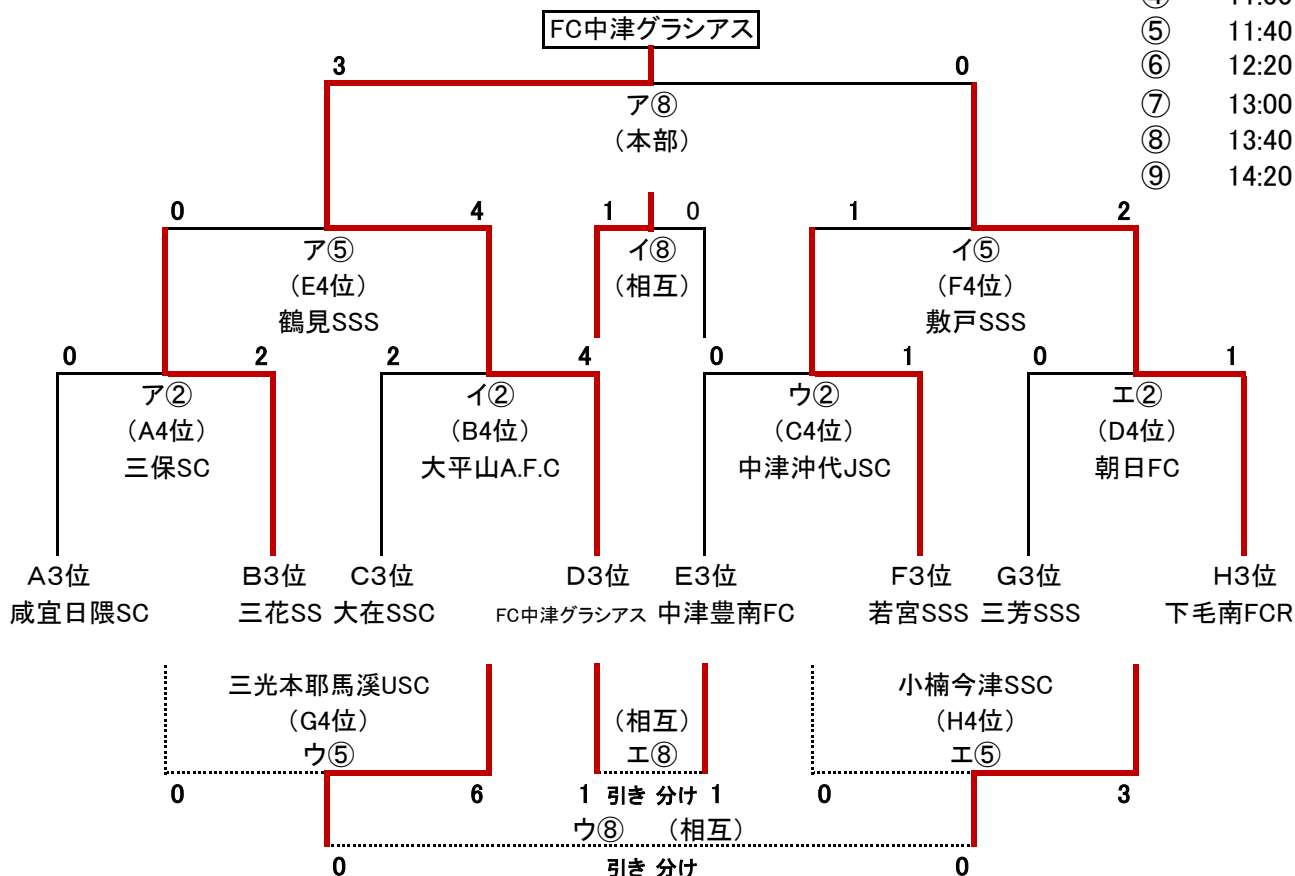 ④ 11:00
FC中津グラシアス
⑤ 11:40
3 0
⑥ 12:20
ア⑧
⑦ 13:00
(本部)
⑧ 13:40
⑨ 14:20
0 4 1 0 1 2
ア⑤ イ⑧ イ⑤
(E4位) (相互) (F4位)
鶴見SSS 敷戸SSS
0 2 2 4 0 1 0 1
ア② イ② ウ② エ②
(A4位) (B4位) (C4位) (D4位)
三保SC 大平山A.F.C 中津沖代JSC 朝日FC
A3位 B3位 C3位 D3位 E3位 F3位 G3位 H3位
咸宜日隈SC 三花SS 大在SSC FC中津グラシアス 中津豊南FC 若宮SSS 三芳SSS 下毛南FCR
三光本耶馬溪USC 小楠今津SSC
(G4位) (相互) (H4位)
ウ⑤ エ⑧ エ⑤
0 6 1 引き 分け 1 0 3
ウ⑧ (相互)
0 引き 分け 0